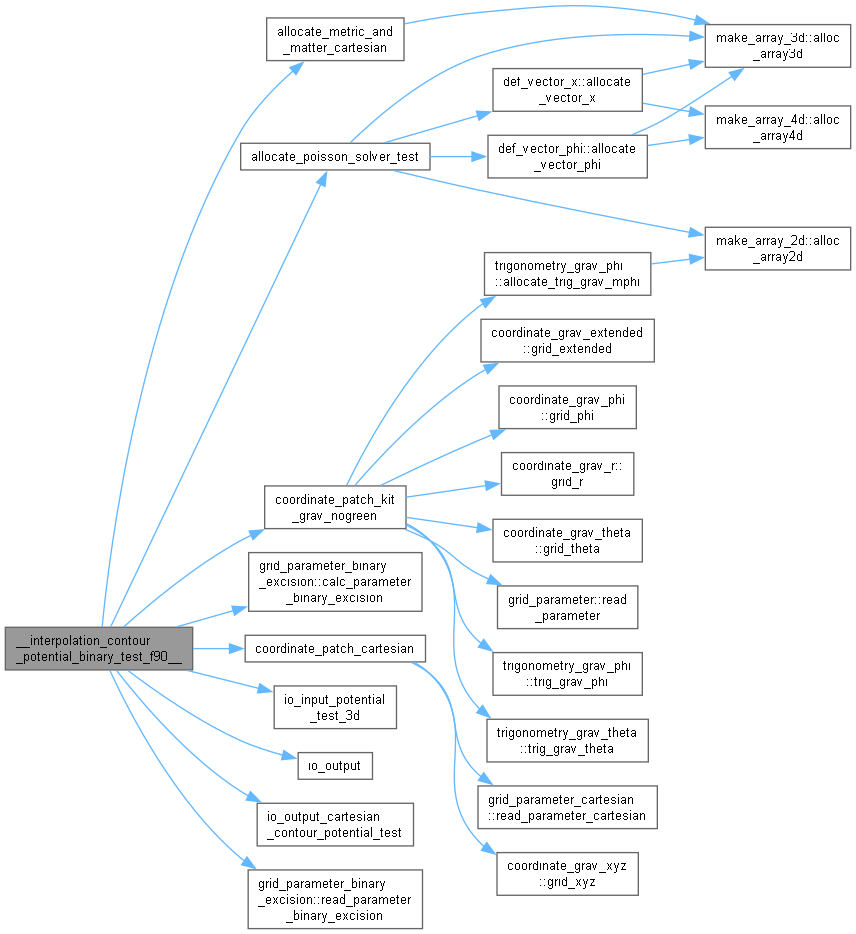 allocate_metric_and
_matter_cartesian
make_array_3d::alloc
_array3d
def_vector_x::allocate
_vector_x
make_array_4d::alloc
_array4d
allocate_poisson_solver_test
def_vector_phi::allocate
_vector_phi
make_array_2d::alloc
_array2d
trigonometry_grav_phi
::allocate_trig_grav_mphi
coordinate_grav_extended
::grid_extended
coordinate_grav_phi
::grid_phi
coordinate_grav_r::
grid_r
coordinate_patch_kit
_grav_nogreen
coordinate_grav_theta
::grid_theta
grid_parameter_binary
_excision::calc_parameter
_binary_excision
grid_parameter::read
_parameter
__interpolation_contour
_potential_binary_test_f90__
coordinate_patch_cartesian
trigonometry_grav_phi
::trig_grav_phi
io_input_potential
_test_3d
trigonometry_grav_theta
::trig_grav_theta
io_output
grid_parameter_cartesian
::read_parameter_cartesian
io_output_cartesian
_contour_potential_test
coordinate_grav_xyz
::grid_xyz
grid_parameter_binary
_excision::read_parameter
_binary_excision